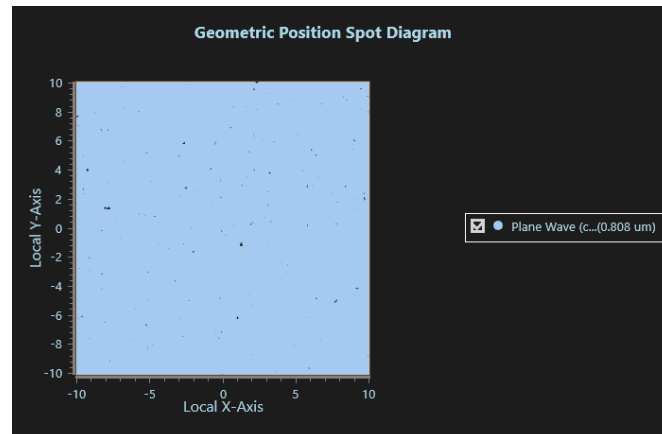 Geometric Position Spot Diagram
10
8
6
4
2
0
-2
-4
-6
-8
-10
Local Y-Axis
-10 -5 0 5 10
Local X-Axis
Plane Wave (c...(0.808 um)